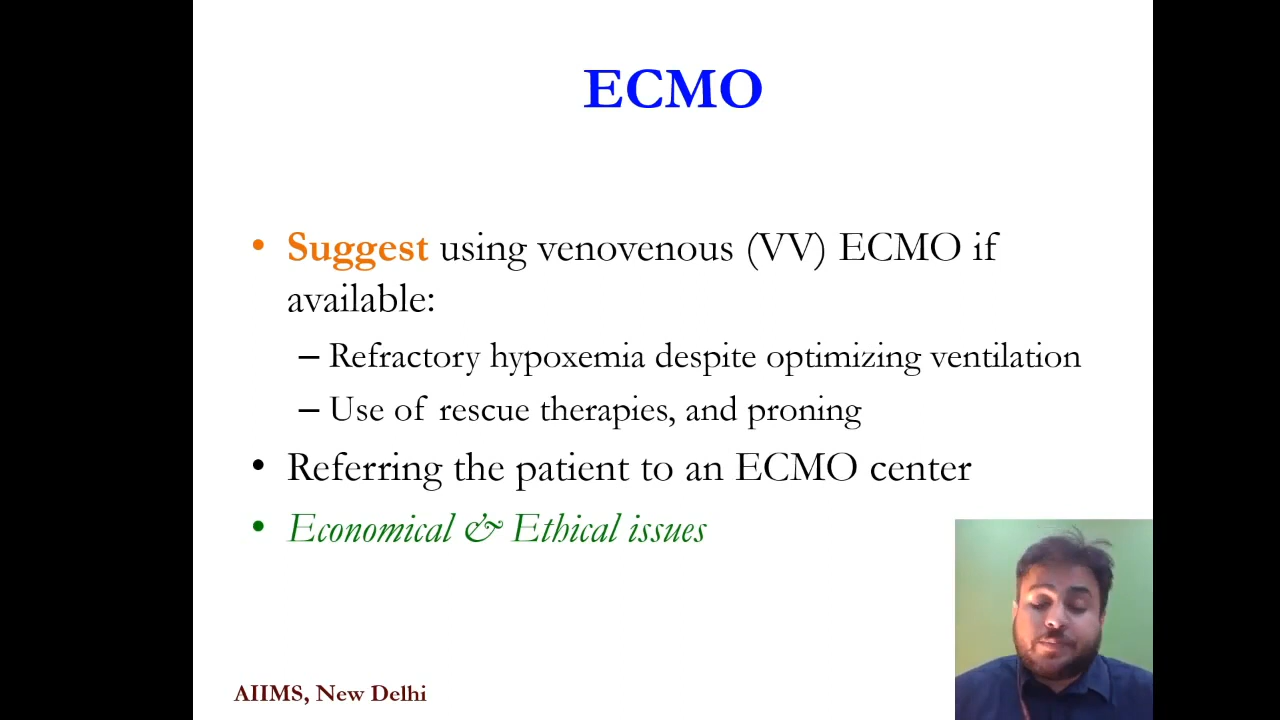 ECMO
• Suggest using venovenous (VV) ECMO if
available:
– Refractory hypoxemia despite optimizing ventilation
– Use of rescue therapies, and proning
• Referring the patient to an ECMO center
• Economical & Ethical issues
AIIMS, New Delhi